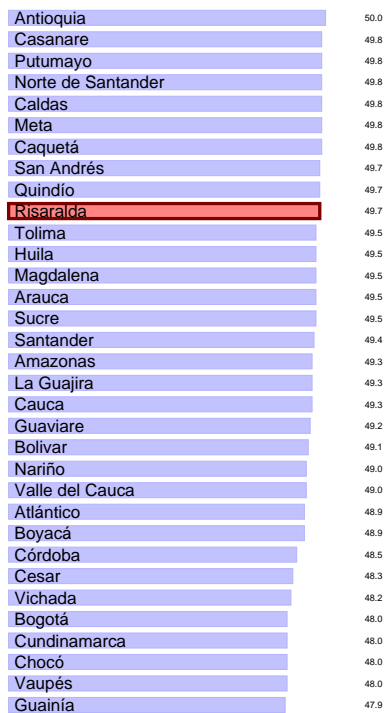 Antioquia 50.0
Casanare 49.8
Putumayo 49.8
Norte de Santander 49.8
Caldas 49.8
Meta 49.8
Caquetá 49.8
San Andrés 49.7
Quindío 49.7
Risaralda 49.7
Tolima 49.5
Huila 49.5
Magdalena 49.5
Arauca 49.5
Sucre 49.5
Santander 49.4
Amazonas 49.3
La Guajira 49.3
Cauca 49.3
Guaviare 49.2
Bolivar 49.1
Nariño 49.0
Valle del Cauca 49.0
Atlántico 48.9
Boyacá 48.9
Córdoba 48.5
Cesar 48.3
Vichada 48.2
Bogotá 48.0
Cundinamarca 48.0
Chocó 48.0
Vaupés 48.0
Guainía 47.9